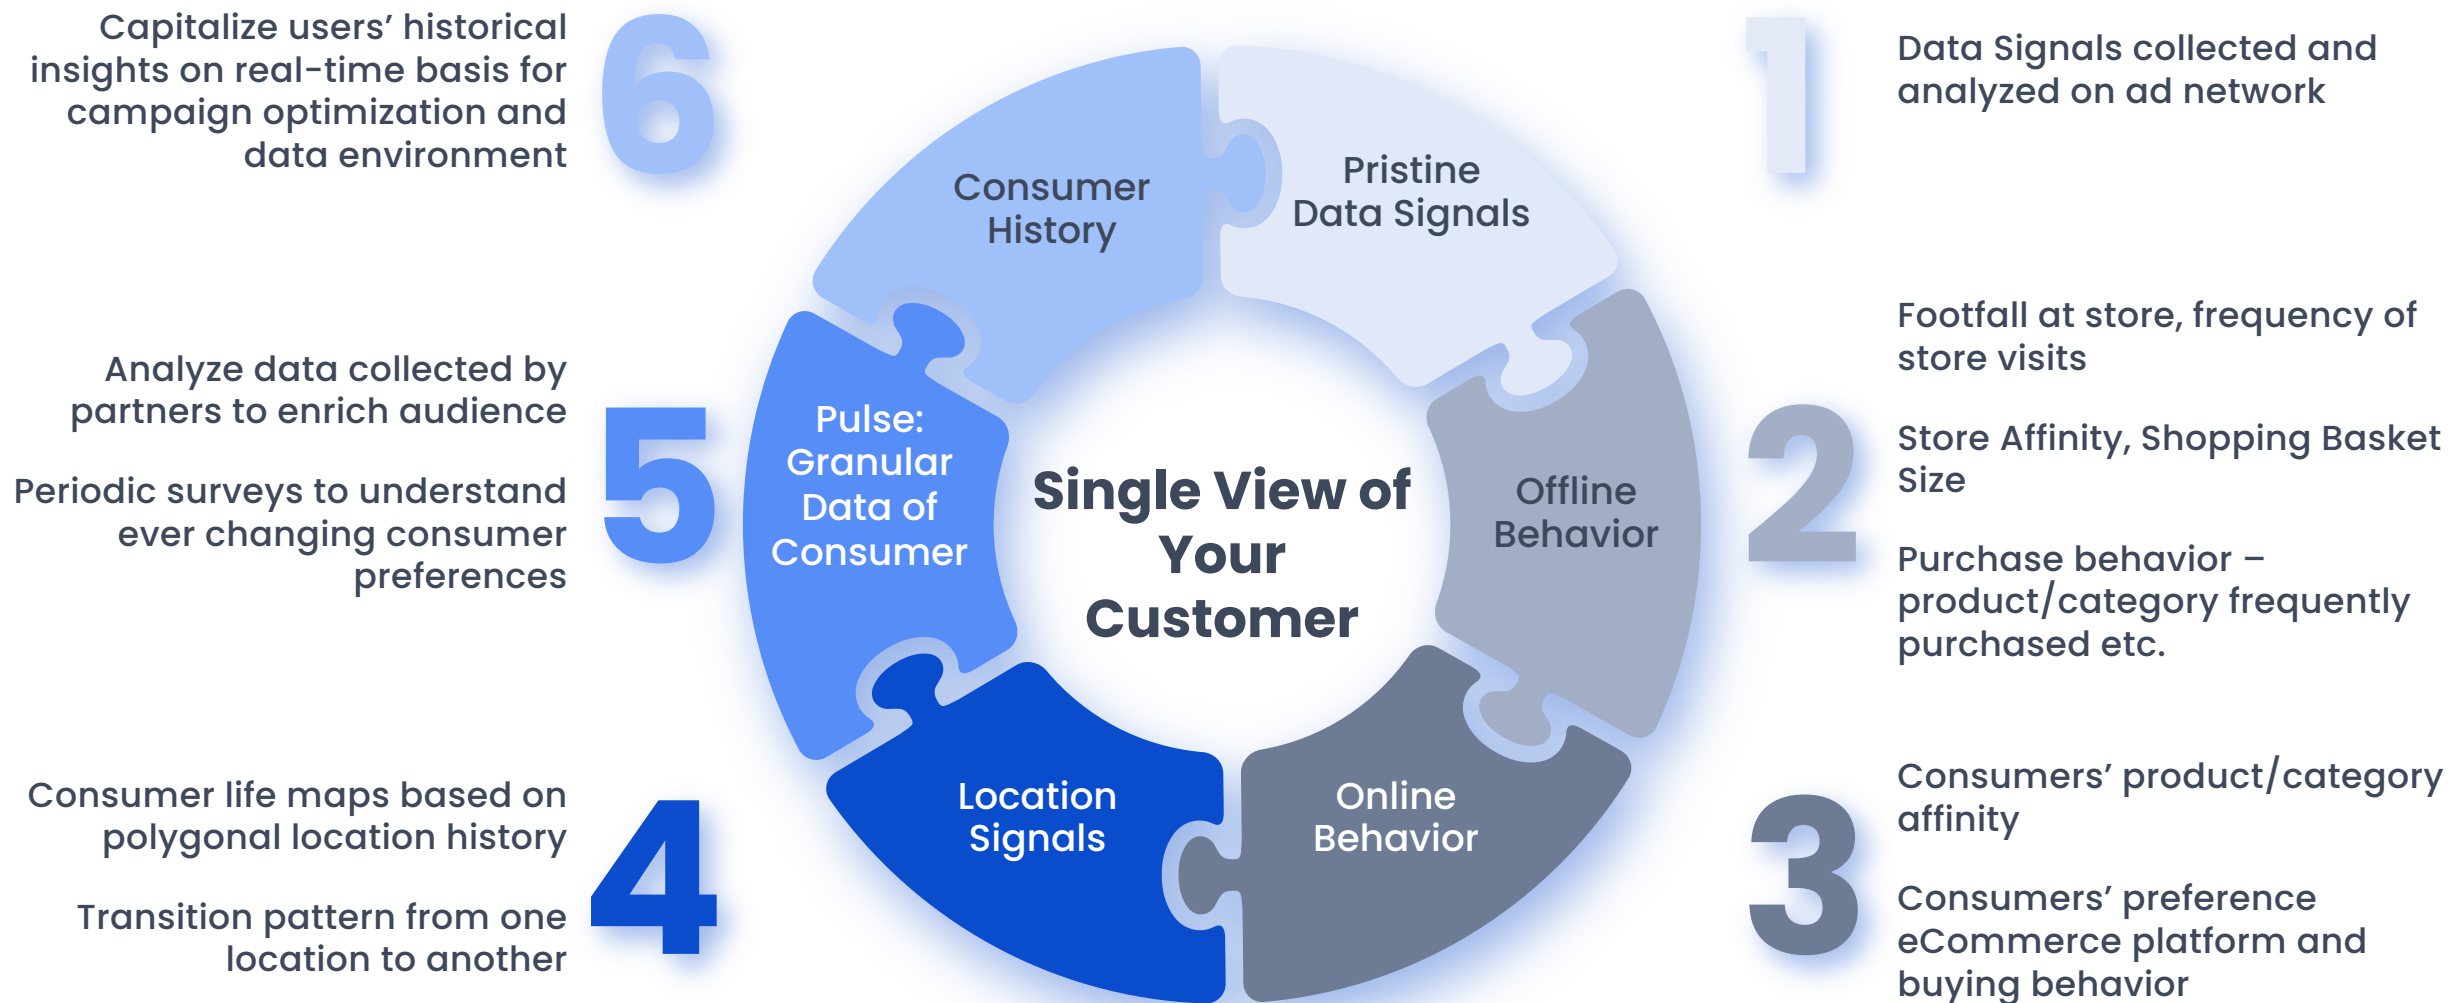 Capitalize users’ historical
insights on real-time basis for
campaign optimization and
data environment
6
1
Data Signals collected and
analyzed on ad network
Consumer
History
Pristine
Data Signals
Footfall at store, frequency of
store visits
Store Affinity, Shopping Basket
Size
Purchase behavior –
product/category frequently
purchased etc.
2
Analyze data collected by
partners to enrich audience
Periodic surveys to understand
ever changing consumer
preferences
5
Pulse:
Granular
Data of
Consumer
Single View of
Your
Customer
Offline
Behavior
Consumer life maps based on
polygonal location history
Transition pattern from one
location to another
4
Location
Signals
Online
Behavior
3
Consumers’ product/category
affinity
Consumers’ preference
eCommerce platform and
buying behavior